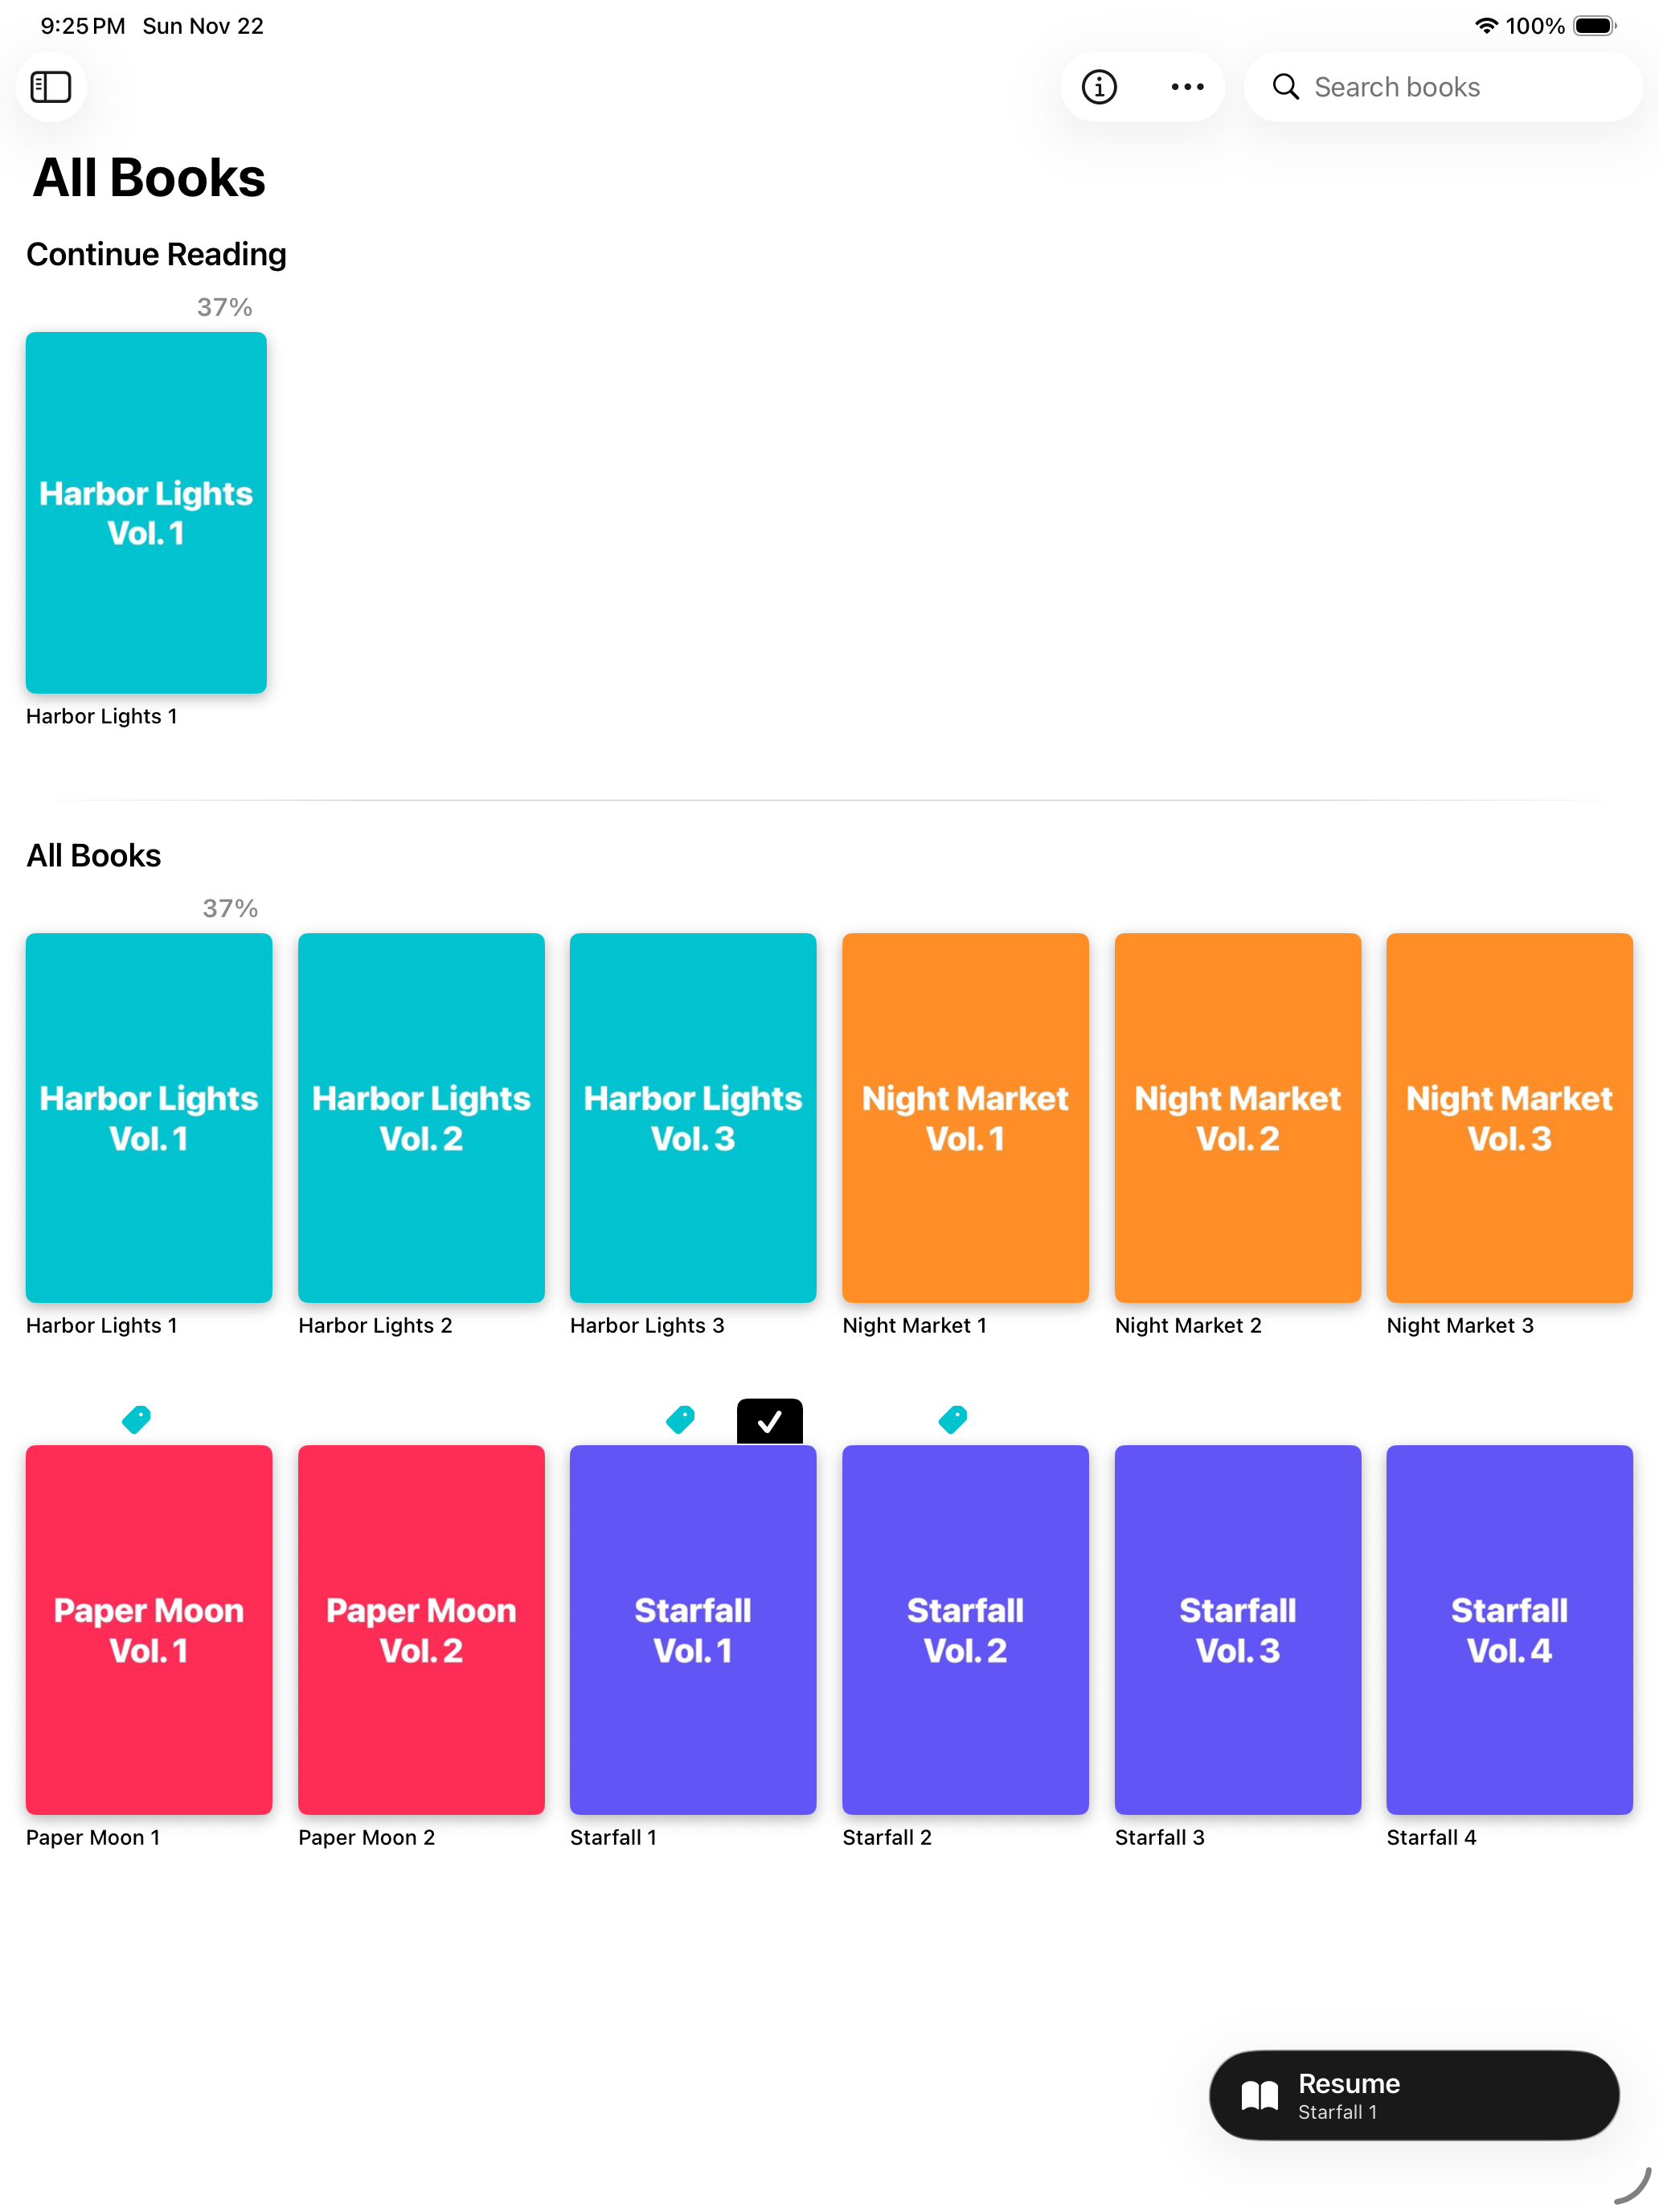 9:25 PM Sun Nov 22
100%
Search books
All Books
Continue Reading
37%
Harbor Lights
Vol. 1
Harbor Lights 1
All Books
37%
Harbor Lights
Vol. 1
Harbor Lights
Vol. 2
Harbor Lights
Vol. 3
Night Market
Vol. 1
Night Market
Vol. 2
Night Market
Vol. 3
Harbor Lights 1
Harbor Lights 2
Harbor Lights 3
Night Market 1
Night Market 2
Night Market 3
Paper Moon
Vol. 1
Paper Moon
Vol. 2
Starfall
Vol. 1
Starfall
Vol. 2
Starfall
Vol. 3
Starfall
Vol. 4
Paper Moon 1
Paper Moon 2
Starfall 1
Starfall 2
Starfall 3
Starfall 4
Resume
Starfall 1